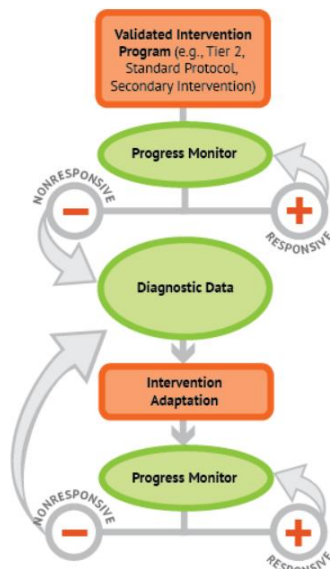 Validated Intervention
Program (e.g., Tier 2,
Standard Protocol,
Secondary Intervention)
Progress Monitor
NONRESPONSIVE
RESPONSIVE
Diagnostic Data
Intervention
Adaptation
Progress Monitor
NONRESPONSIVE
RESPONSIVE